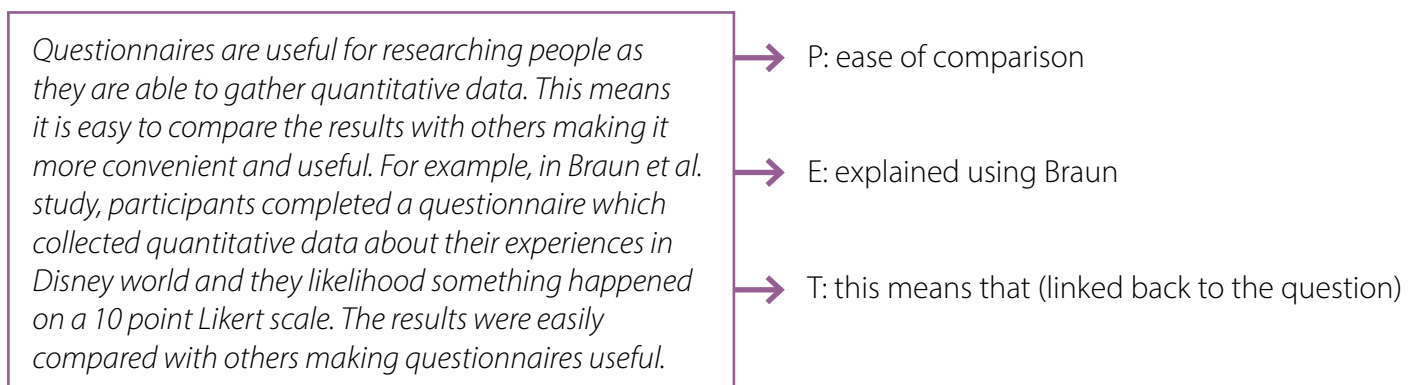 Questionnaires are useful for researching people as
they are able to gather quantitative data. This means
it is easy to compare the results with others making it
more convenient and useful. For example, in Braun et al.
study, participants completed a questionnaire which
collected quantitative data about their experiences in
Disney world and they likelihood something happened
on a 10 point Likert scale. The results were easily
compared with others making questionnaires useful.
P: ease of comparison
E: explained using Braun
T: this means that (linked back to the question)